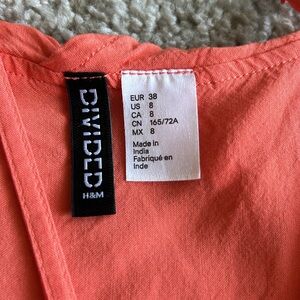 DIVIDED
H&M
EUR 38
US 8
CA 8
CN 165/72A
MX 8
Made in
India
Fabriqué en
Inde